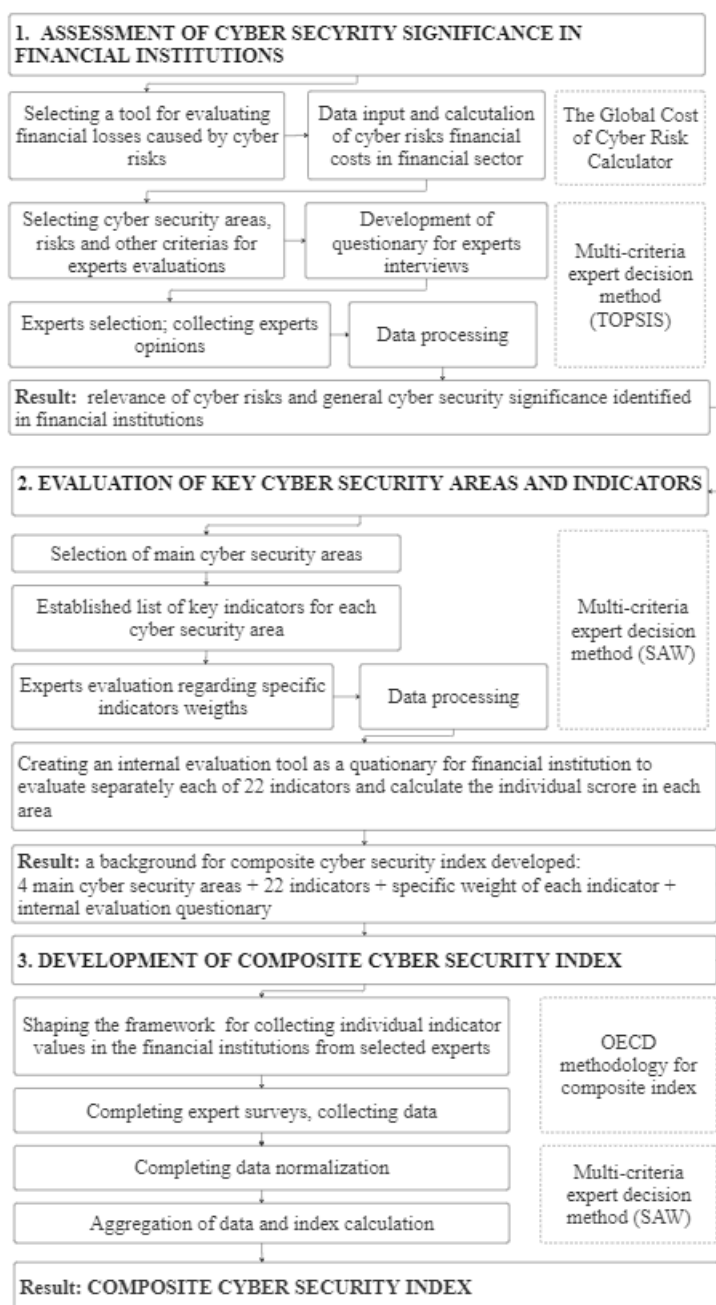 1. ASSESSMENT OF CYBER SECYRITY SIGNIFICANCE IN
FINANCIAL INSTITUTIONS
Selecting a tool for evaluating
financial losses caused by cyber
risks
Data input and calcutalion
of cyber risks financial
costs in financial sector
The Global Cost
of Cyber Risk
Calculator
Selecting cyber security areas,
risks and other criterias for
experts evaluations
Development of
questionary for experts
interviews
Multi-criteria
expert decision
method
(TOPSIS)
Experts selection; collecting experts
opinions
Data processing
Result: relevance of cyber risks and general cyber security significance identified
in financial institutions
2. EVALUATION OF KEY CYBER SECURITY AREAS AND INDICATORS
Selection of main cyber security areas
Established list of key indicators for each
cyber security area
Multi-criteria
expert decision
method (SAW)
Experts evaluation regarding specific
indicators weigths
Data processing
Creating an internal evaluation tool as a quationary for financial institution to
evaluate separately each of 22 indicators and calculate the individual scrore in each
area
Result: a background for composite cyber security index developed:
4 main cyber security areas + 22 indicators + specific weight of each indicator +
internal evaluation questionary
3. DEVELOPMENT OF COMPOSITE CYBER SECURITY INDEX
Shaping the framework for collecting individual indicator
values in the financial institutions from selected experts
OECD
methodology for
composite index
Completing expert surveys, collecting data
Completing data normalization
Aggregation of data and index calculation
Multi-criteria
expert decision
method (SAW)
Result: COMPOSITE CYBER SECURITY INDEX